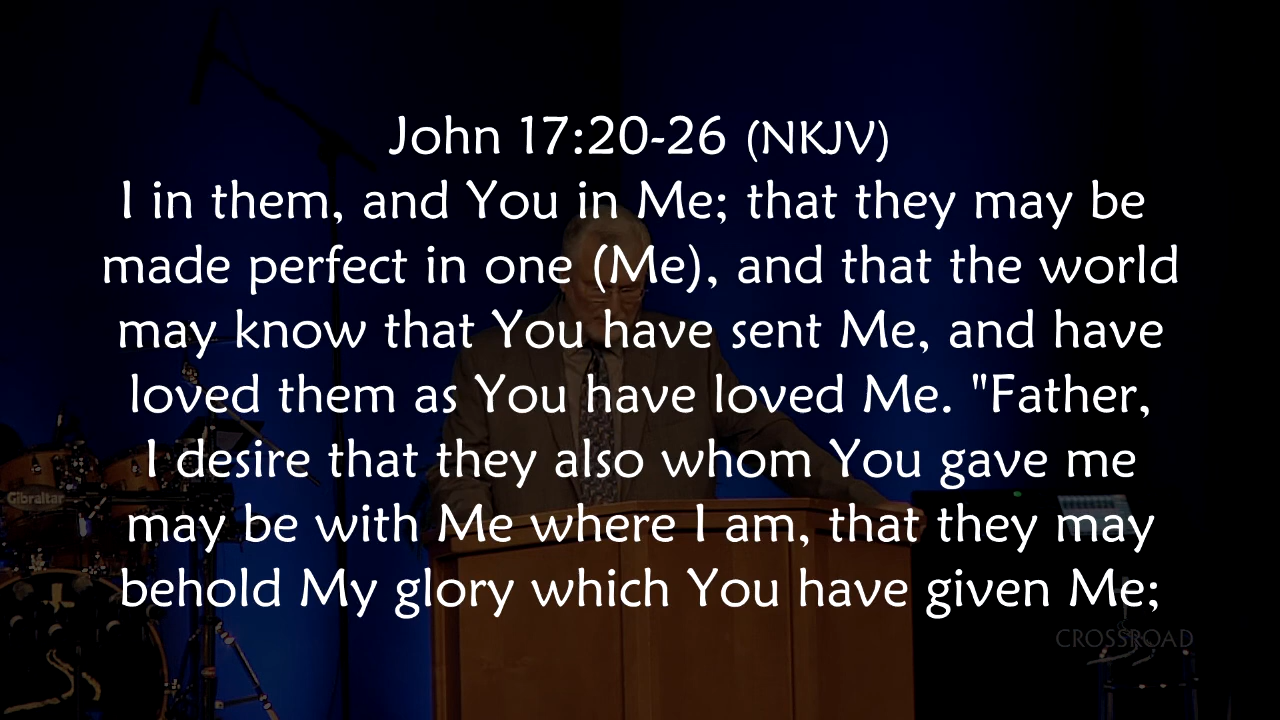 John 17:20-26 (NKJV)
I in them, and You in Me; that they may be
made perfect in one (Me), and that the world
may know that You have sent Me, and have
loved them as You have loved Me. "Father,
I desire that they also whom You gave me
may be with Me where I am, that they may
behold My glory which You have given Me;
Gibraltar
CROSSROAD